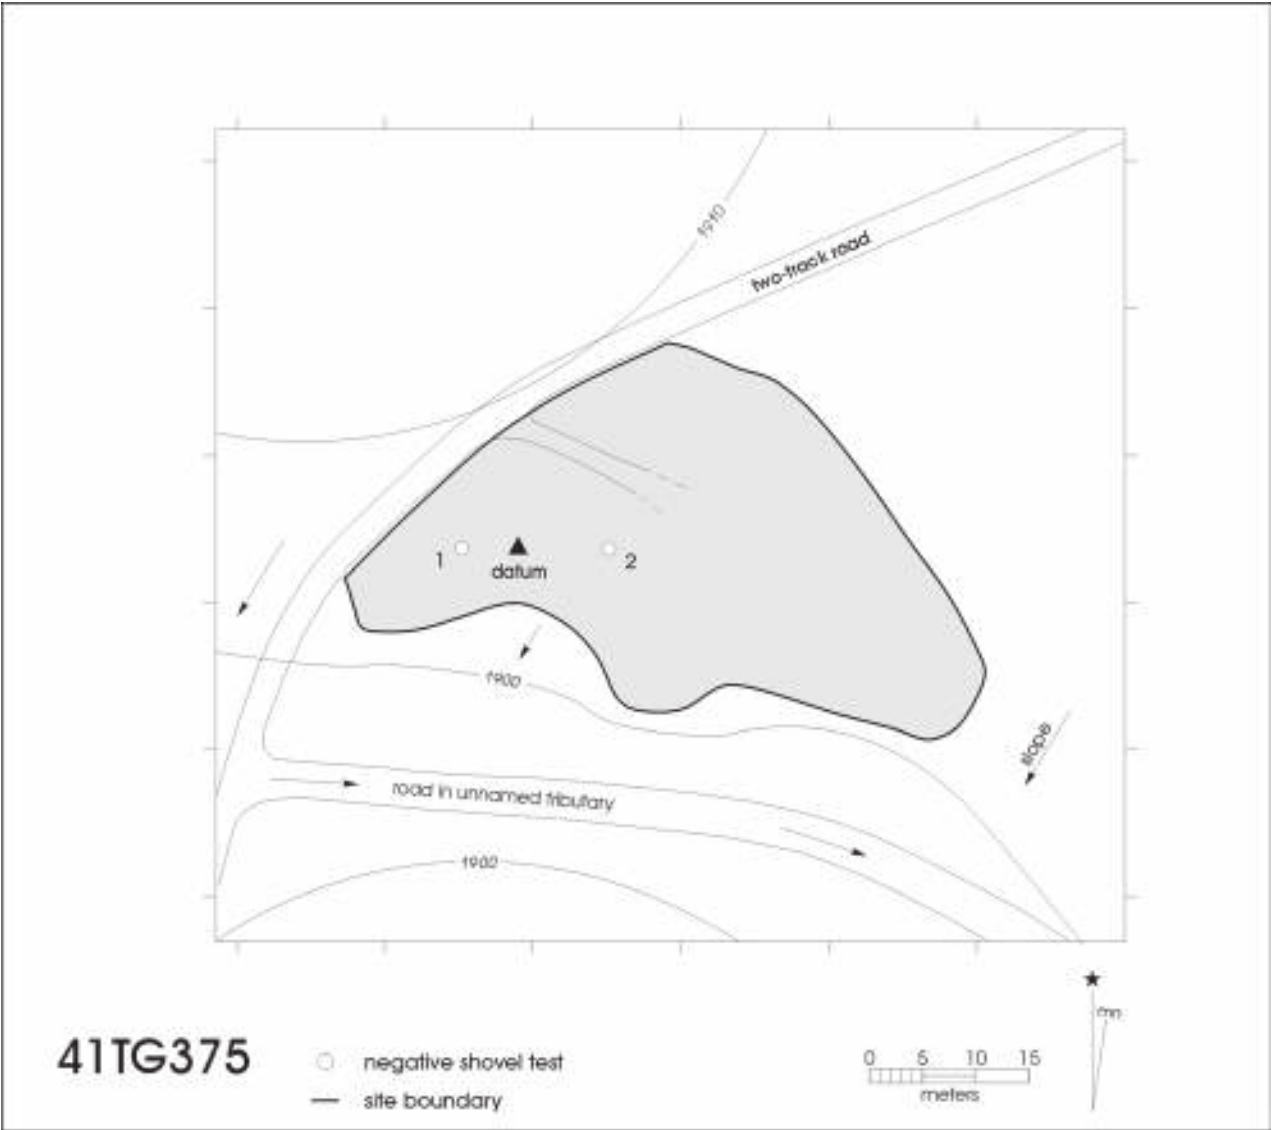 1910
two-track road
1
datum
2
1900
slope
road in unnamed tributary
1900
mn
41TG375
negative shovel test
site boundary
0 5 10 15
meters